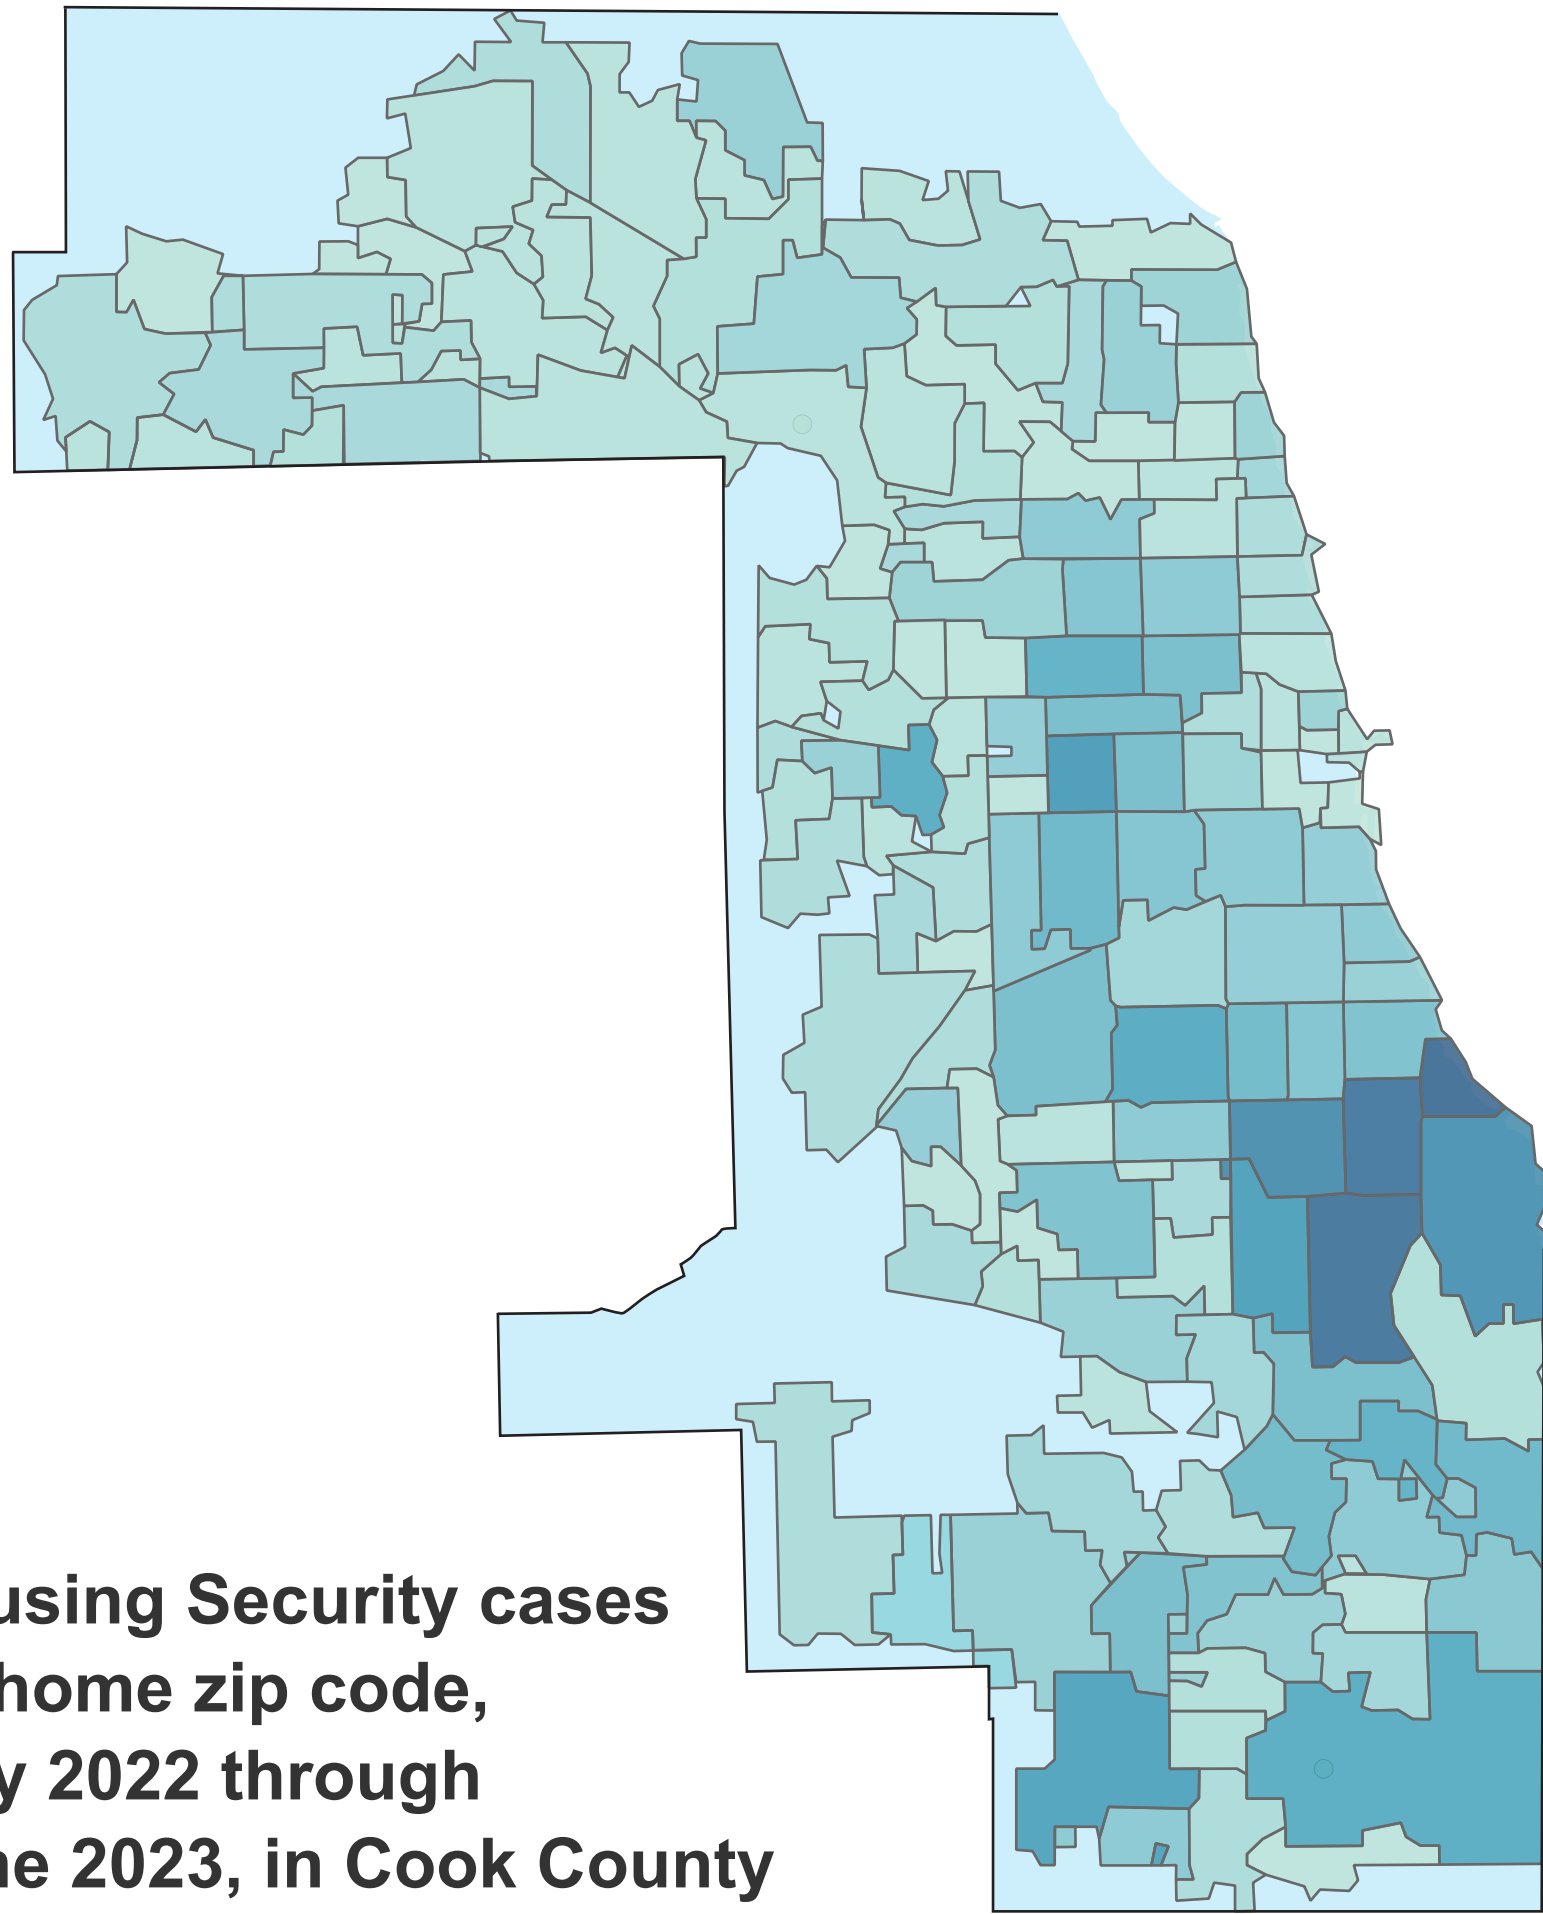 using Security cases
home zip code,
y 2022 through
ne 2023, in Cook County